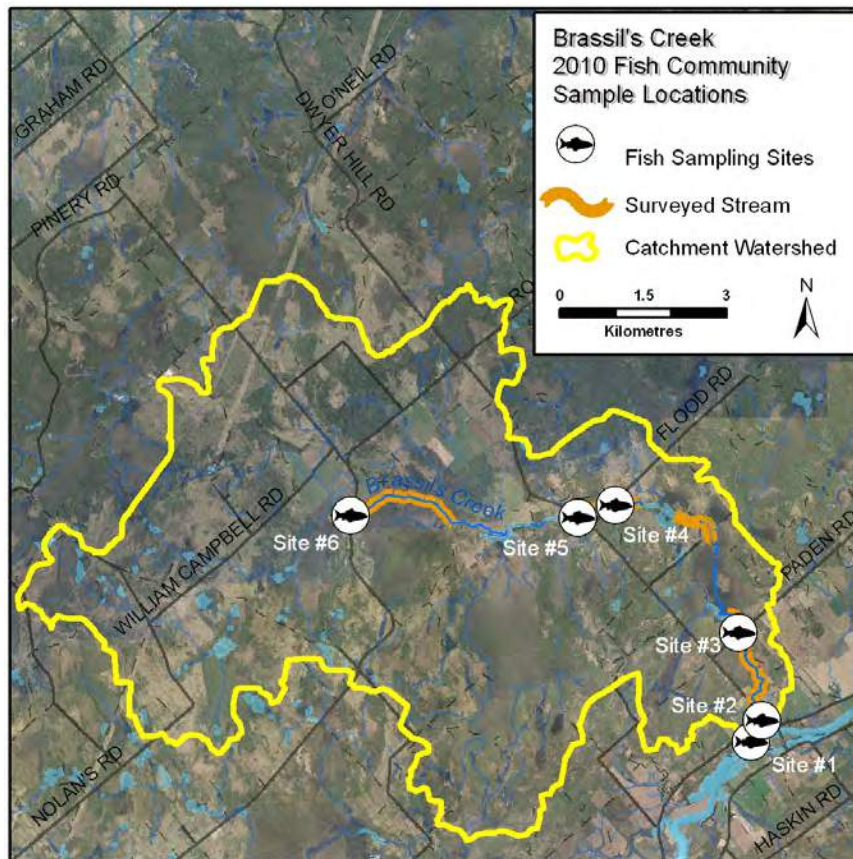 Brassil's Creek
2010 Fish Community
Sample Locations
Fish Sampling Sites
Surveyed Stream
Catchment Watershed
0 1.5 3
Kilometres
N
GRAHAM RD
O'NEIL RD
DWYER HILL RD
PINERY RD
FLOOD RD
Brassil's Creek
WILLIAM CAMPBELL RD
Site #6
Site #5
Site #4
PADEN RD
Site #3
Site #2
Site #1
NOLAN'S RD
HASKIN RD